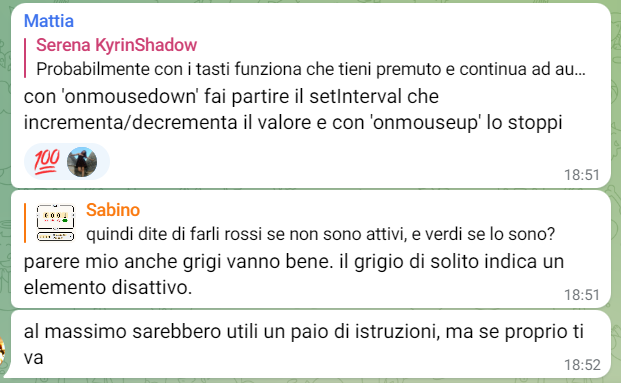 Mattia
Serena KyrinShadow
Probabilmente con i tasti funziona che tieni premuto e continua ad au...
con 'onmousedown' fai partire il setInterval che
incrementa/decrementa il valore e con 'onmouseup' lo stoppi
💯
18:51
Sabino
quindi dite di farli rossi se non sono attivi, e verdi se lo sono?
parere mio anche grigi vanno bene. il grigio di solito indica un
elemento disattivo.
18:51
al massimo sarebbero utili un paio di istruzioni, ma se proprio ti
va
18:52